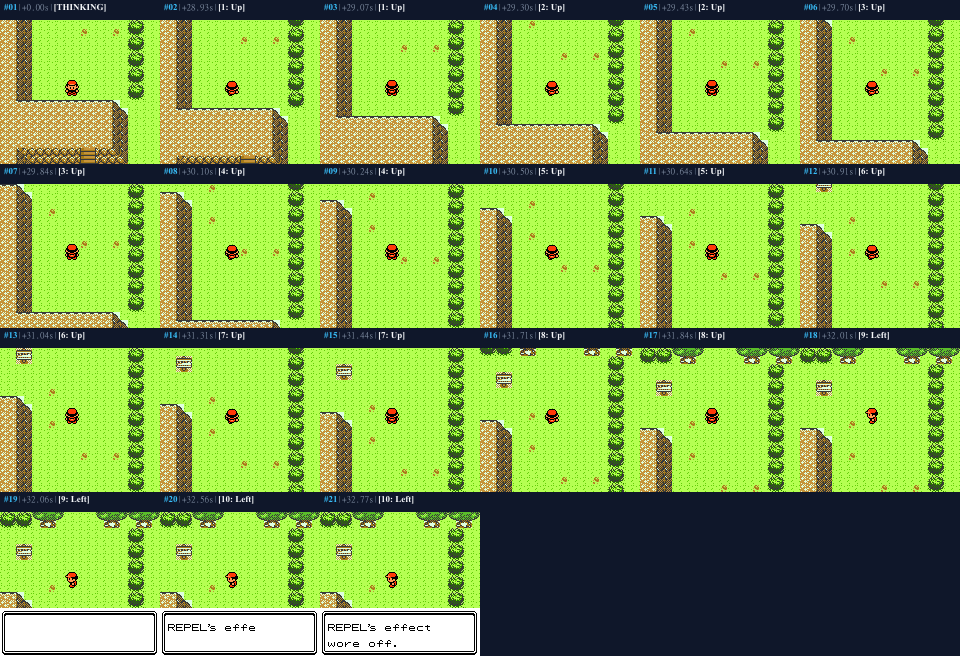 #01|+0.00s|[THINKING]
#02|+28.93s|[1: Up]
#03|+29.07s|[1: Up]
#04|+29.30s|[2: Up]
#05|+29.43s|[2: Up]
#06|+29.70s|[3: Up]
#07|+29.84s|[3: Up]
#08|+30.10s|[4: Up]
#09|+30.24s|[4: Up]
#10|+30.50s|[5: Up]
#11|+30.64s|[5: Up]
#12|+30.91s|[6: Up]
#13|+31.04s|[6: Up]
#14|+31.31s|[7: Up]
#15|+31.44s|[7: Up]
#16|+31.71s|[8: Up]
#17|+31.84s|[8: Up]
#18|+32.01s|[9: Left]
#19|+32.06s|[9: Left]
#20|+32.56s|[10: Left]
#21|+32.77s|[10: Left]
REPEL's effe
REPEL's effect
wore off.